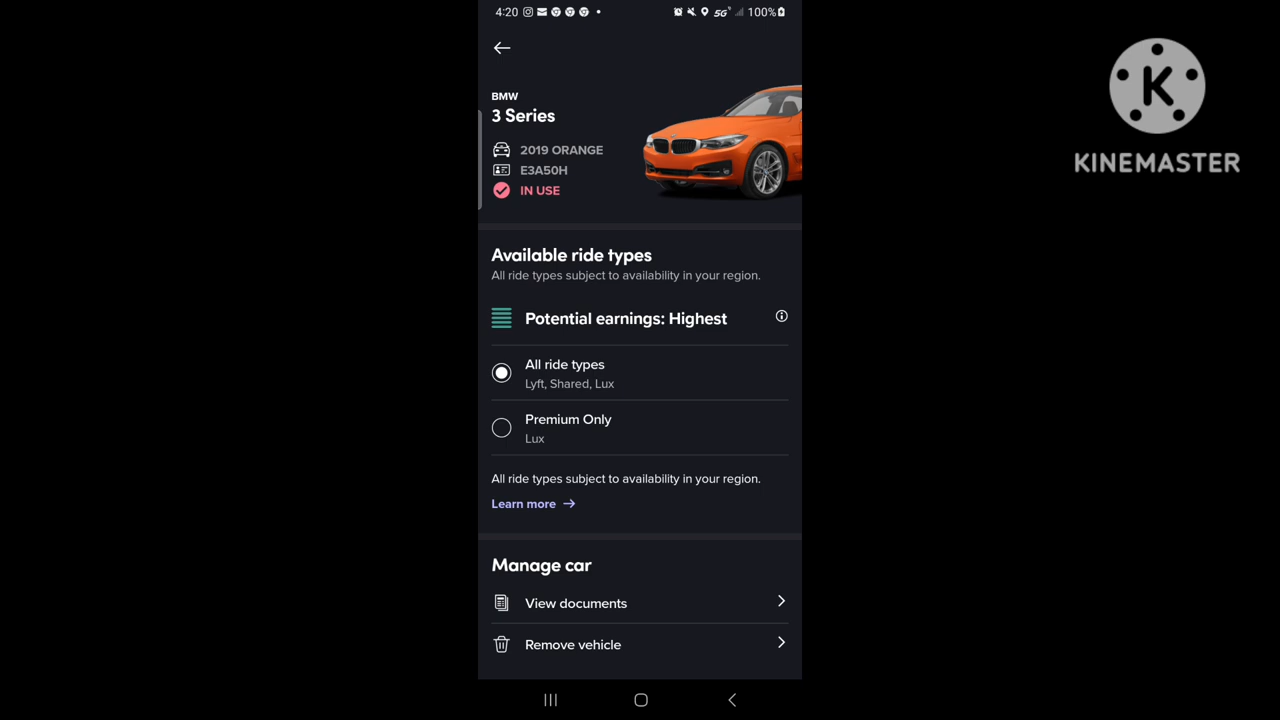 4:20
5G
100%
BMW
3 Series
2019 ORANGE
E3A50H
IN USE
Available ride types
All ride types subject to availability in your region.
Potential earnings: Highest
All ride types
Lyft, Shared, Lux
Premium Only
Lux
All ride types subject to availability in your region.
Learn more →
Manage car
View documents
Remove vehicle
K
KINEMASTER